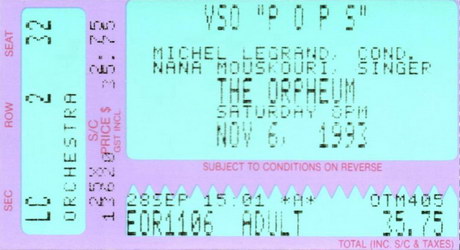 VSO "POPS"
MICHEL LEGRAND, COND.
NANA MOUSKOURI, SINGER
THE ORPHEUM
SATURDAY 8PM
NOV 6, 1993
SUBJECT TO CONDITIONS ON REVERSE
28SEP 15:01 *A* OTM405
EOR1106 ADULT 35.75
TOTAL (INC. S/C & TAXES)
SEAT 32
ROW 2
SEC LC
ORCHESTRA
S/C
PRICE $ 35.75
GST INCL